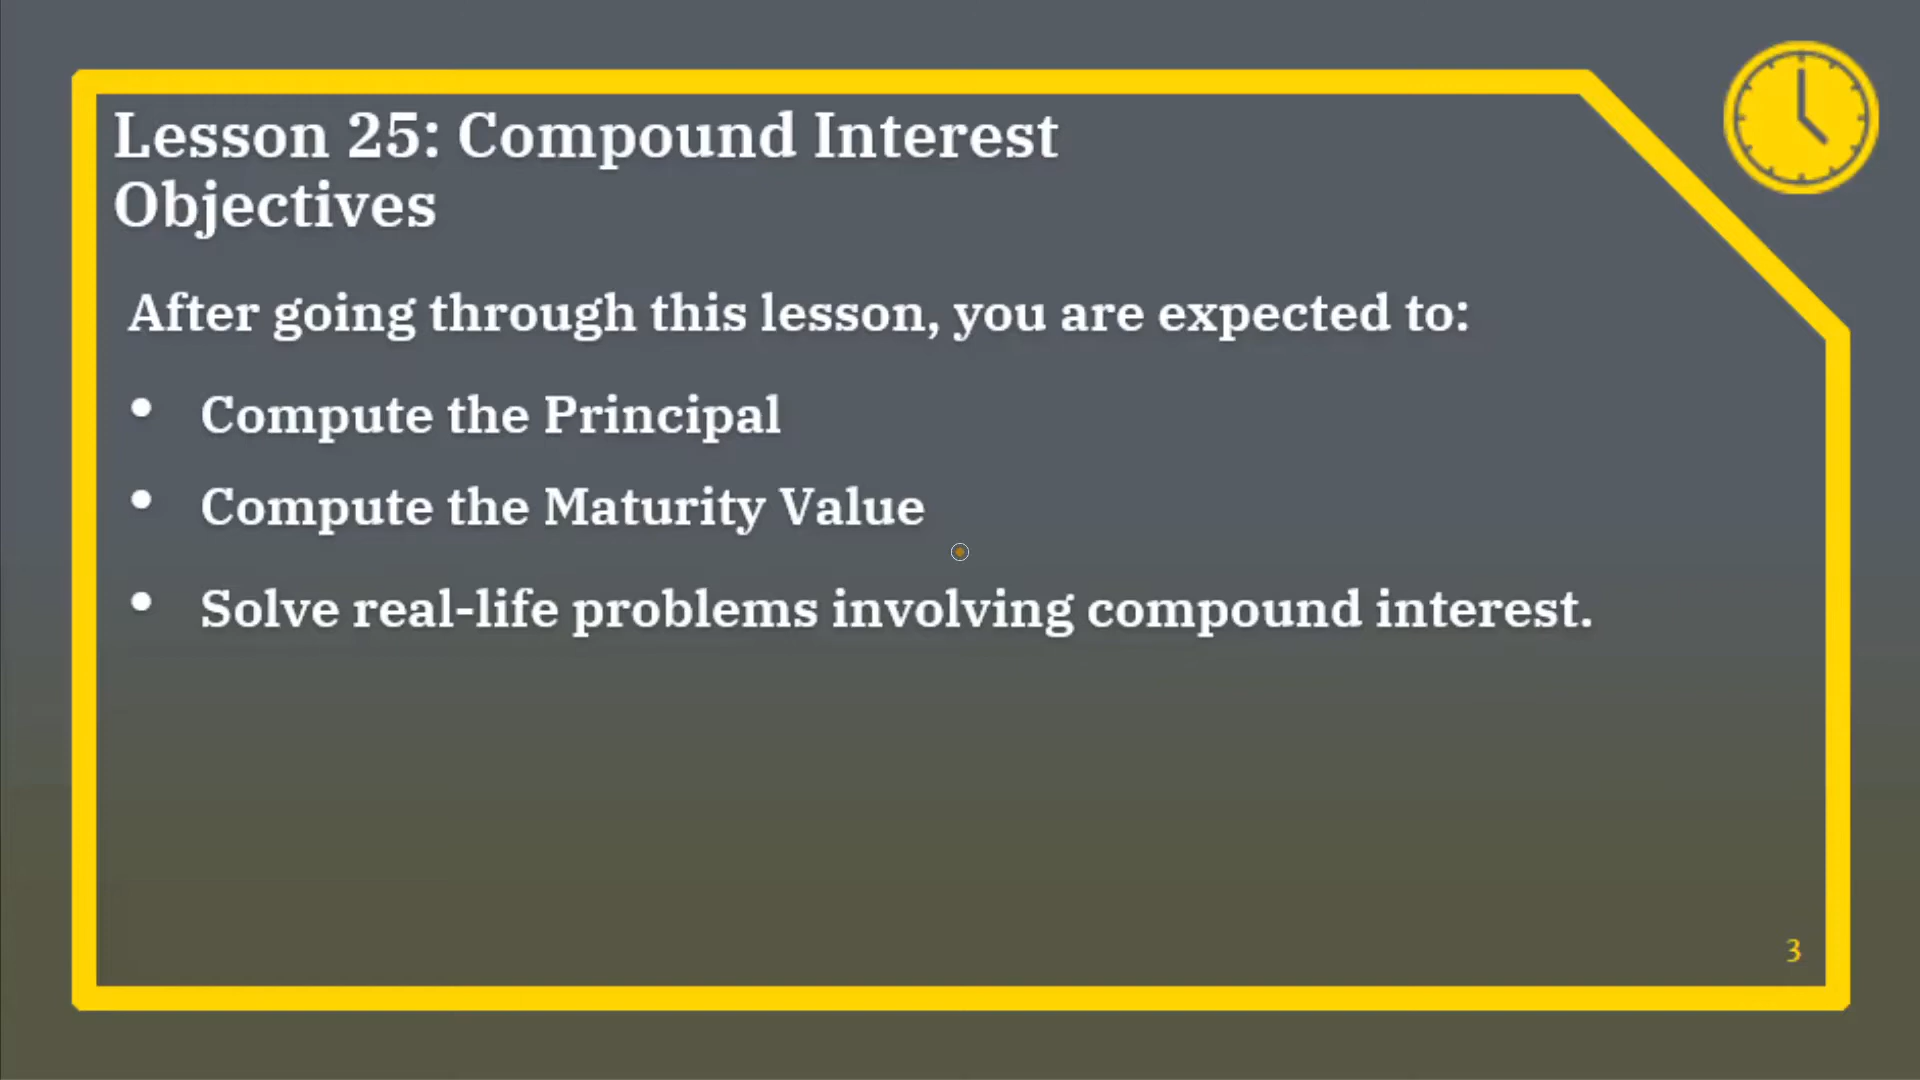 Lesson 25: Compound Interest
Objectives
After going through this lesson, you are expected to:
• Compute the Principal
• Compute the Maturity Value
• Solve real-life problems involving compound interest.
3